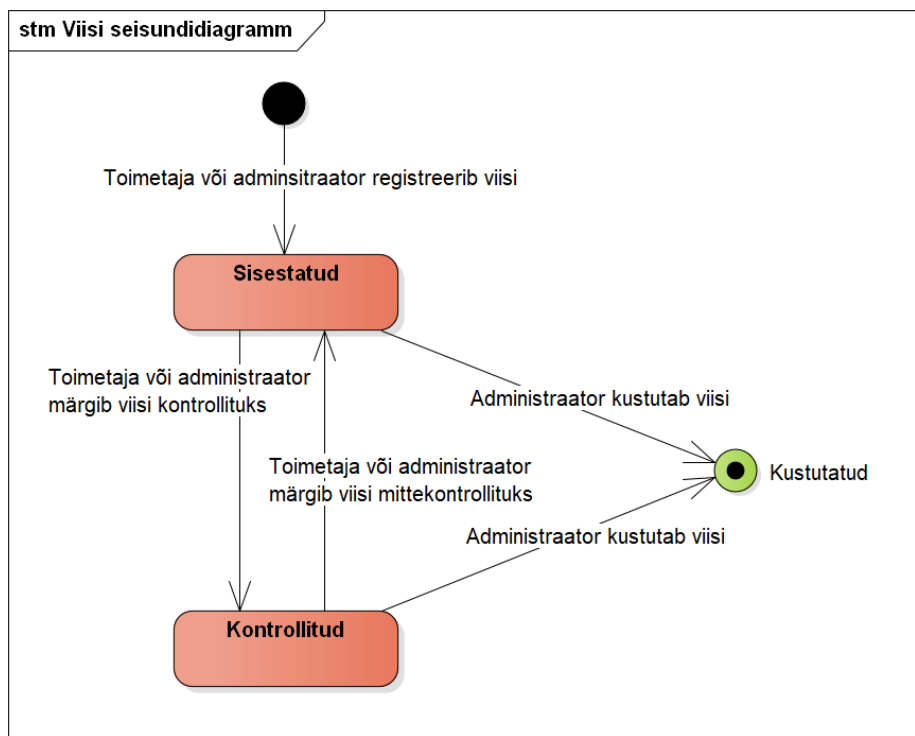 stm Viisi seisundidiagramm
Toimetaja või adminsitraator registreerib viisi
Sisestatud
Toimetaja või administraator
märgib viisi kontrollituks
Administraator kustutab viisi
Toimetaja või administraator
märgib viisi mittekontrollituks
Kustutatud
Administraator kustutab viisi
Kontrollitud